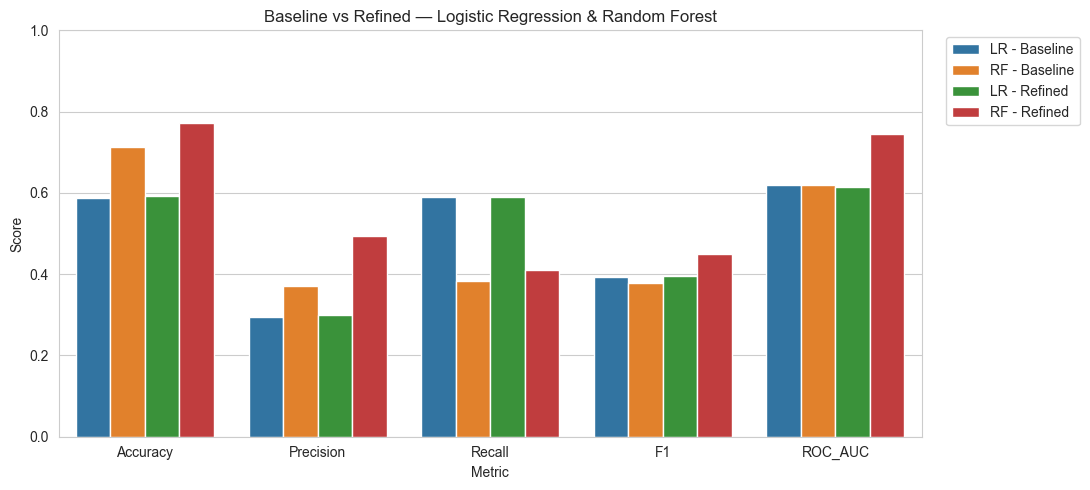 Baseline vs Refined — Logistic Regression & Random Forest
LR - Baseline
RF - Baseline
LR - Refined
RF - Refined
1.0
0.8
0.6
0.4
0.2
0.0
Score
Accuracy
Precision
Recall
F1
ROC_AUC
Metric